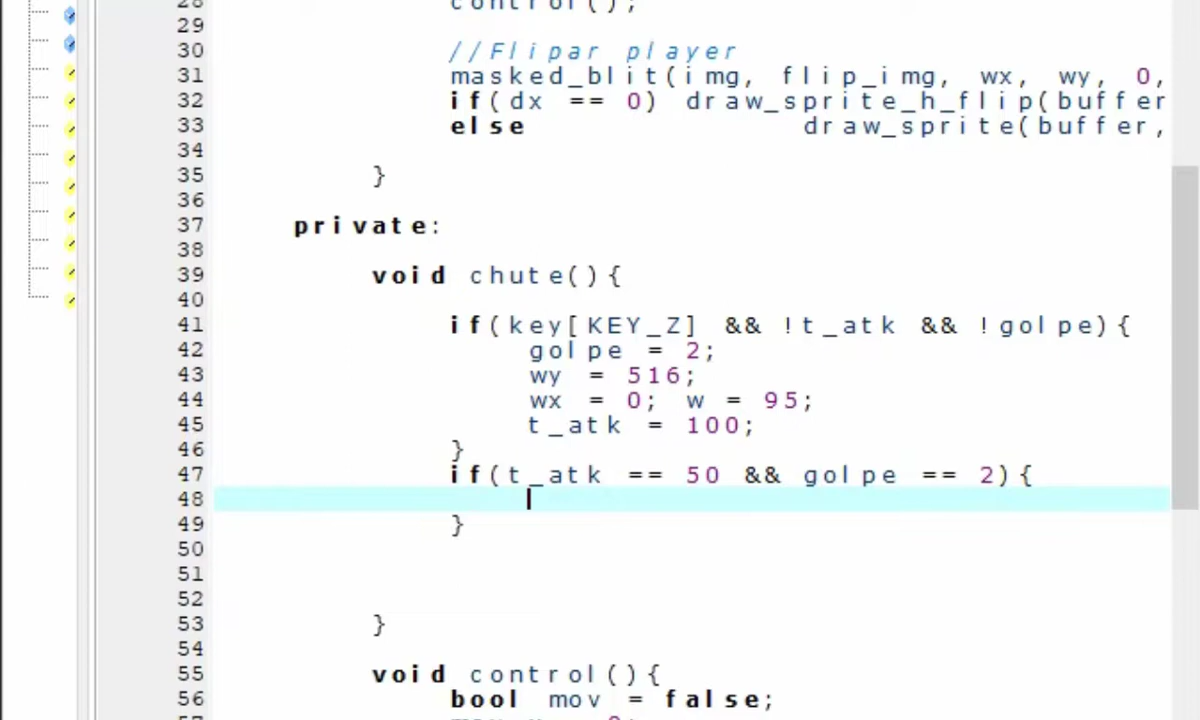 28 control();
29
30 //Flipar player
31 masked_blit(img, flip_img, wx, wy, 0,
32 if(dx == 0) draw_sprite_h_flip(buffer
33 else draw_sprite(buffer,
34
35 }
36
37 private:
38
39 void chute(){
40
41 if(key[KEY_Z] && !t_atk && !golpe){
42 golpe = 2;
43 wy = 516;
44 wx = 0; w = 95;
45 t_atk = 100;
46 }
47 if(t_atk == 50 && golpe == 2){
48
49 }
50
51
52
53 }
54
55 void control(){
56 bool mov = false;